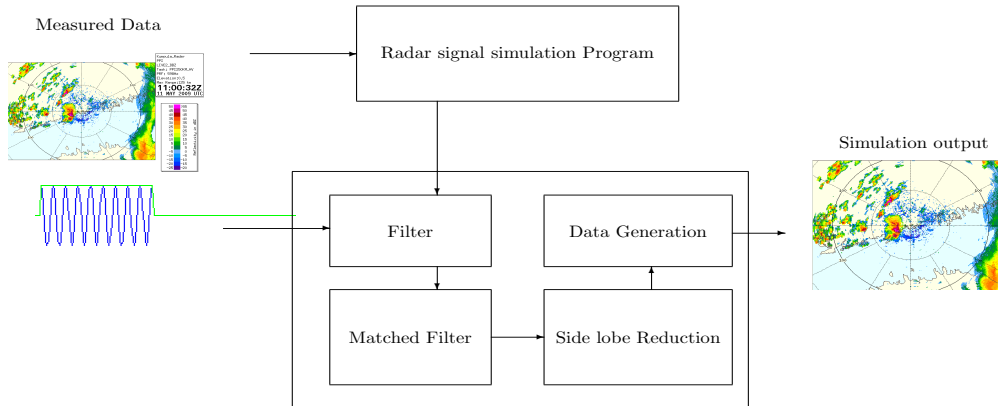 Measured Data
Radar signal simulation Program
PPI
11:00:32Z
11 MAY 2009 UTC
Simulation output
Filter
Data Generation
Matched Filter
Side lobe Reduction